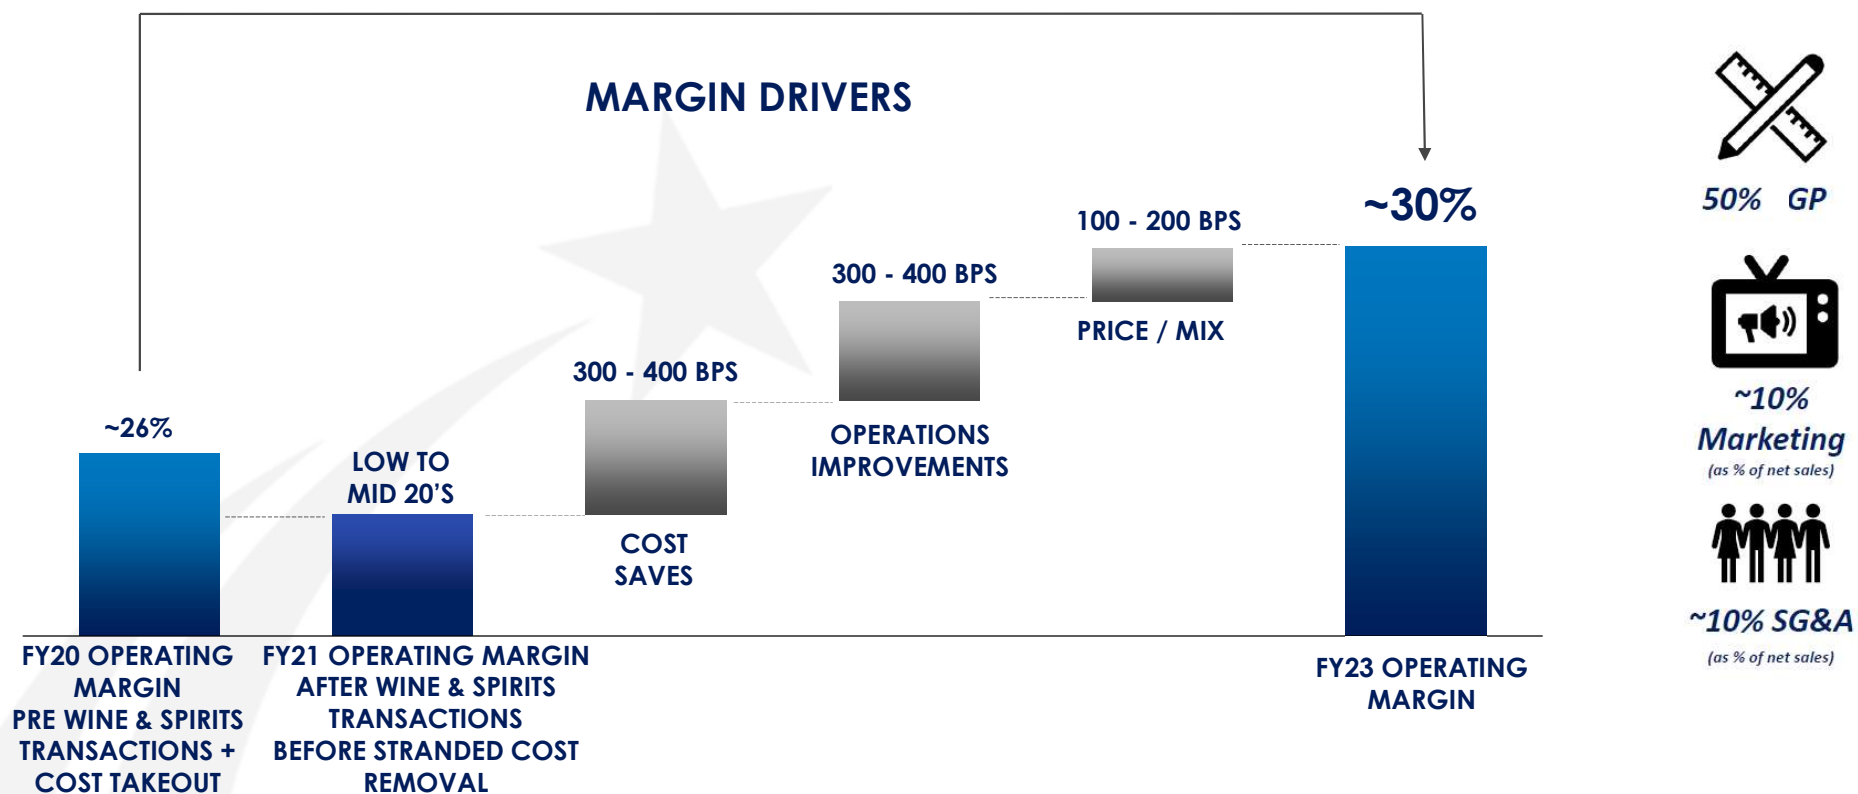 MARGIN DRIVERS
~26%
LOW TO
MID 20’S
300 - 400 BPS
COST
SAVES
300 - 400 BPS
OPERATIONS
IMPROVEMENTS
100 - 200 BPS
PRICE / MIX
~30%
FY20 OPERATING
MARGIN
PRE WINE & SPIRITS
TRANSACTIONS +
COST TAKEOUT
FY21 OPERATING MARGIN
AFTER WINE & SPIRITS
TRANSACTIONS
BEFORE STRANDED COST
REMOVAL
FY23 OPERATING
MARGIN
50% GP
~10%
Marketing
(as % of net sales)
~10% SG&A
(as % of net sales)